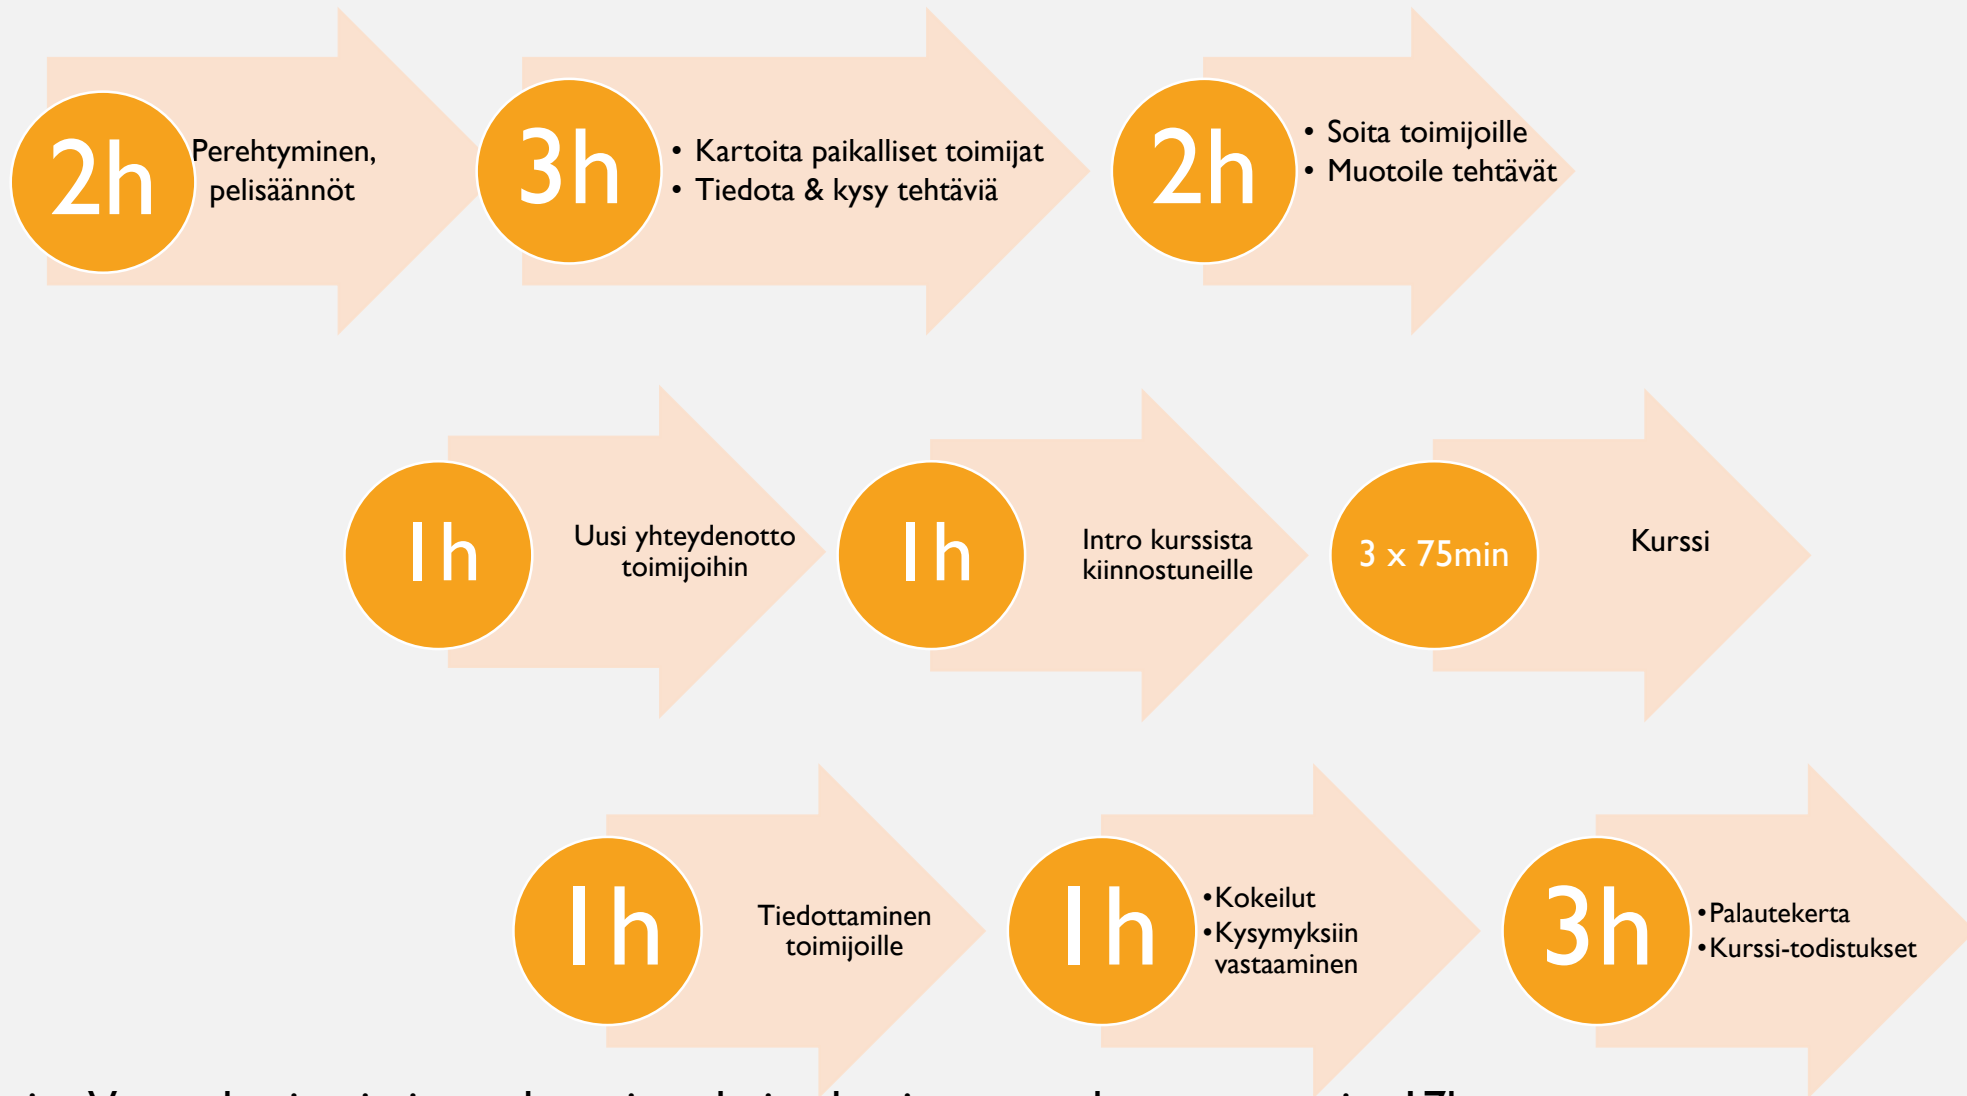 2h
Perehtyminen,
pelisäännöt
3h
• Kartoita paikalliset toimijat
• Tiedota & kysy tehtäviä
2h
• Soita toimijoille
• Muotoile tehtävät
1h
Uusi yhteydenotto
toimijoihin
1h
Intro kurssista
kiinnostuneille
3 x 75min
Kurssi
1h
Tiedottaminen
toimijoille
1h
•Kokeilut
•Kysymyksiin
vastaaminen
3h
•Palautekerta
•Kurssi-todistukset